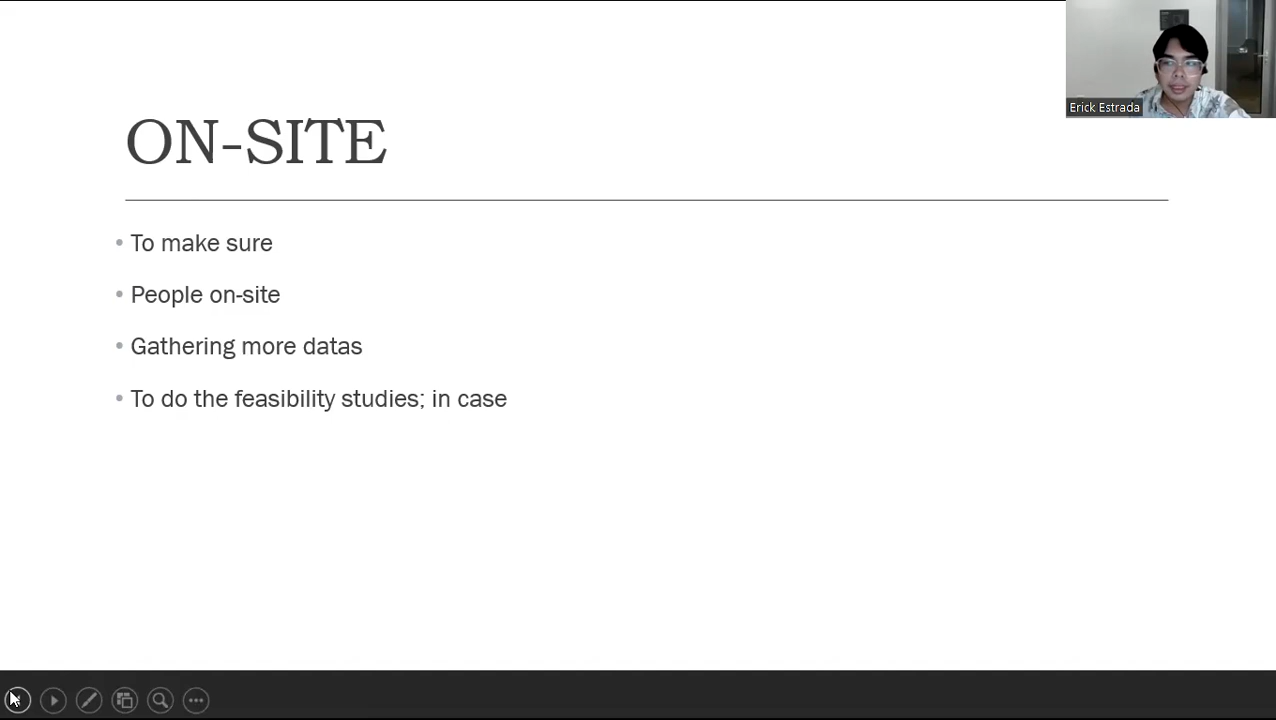 Erick Estrada
ON-SITE
• To make sure
• People on-site
• Gathering more datas
• To do the feasibility studies; in case